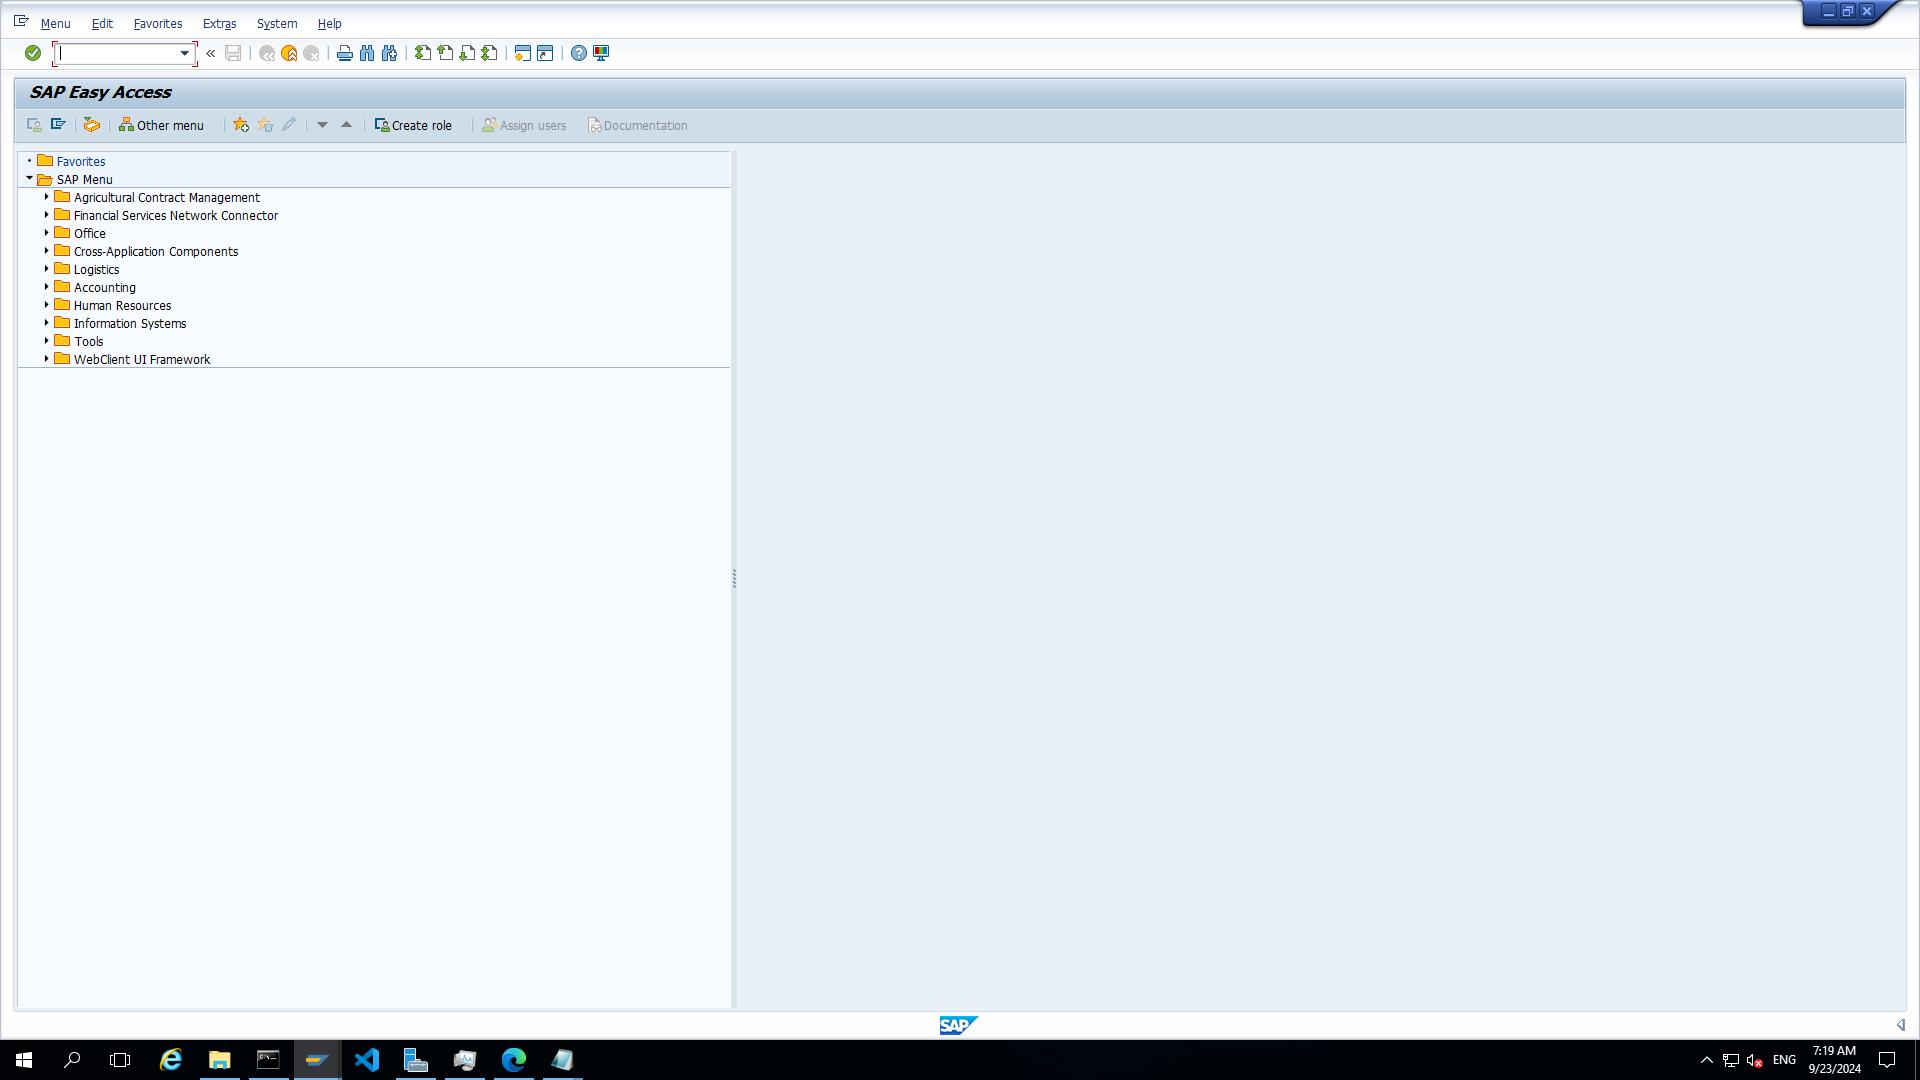 Menu Edit Favorites Extras System Help
SAP Easy Access
Other menu Create role Assign users Documentation
Favorites
SAP Menu
Agricultural Contract Management
Financial Services Network Connector
Office
Cross-Application Components
Logistics
Accounting
Human Resources
Information Systems
Tools
WebClient UI Framework
SAP
ENG
7:19 AM
9/23/2024